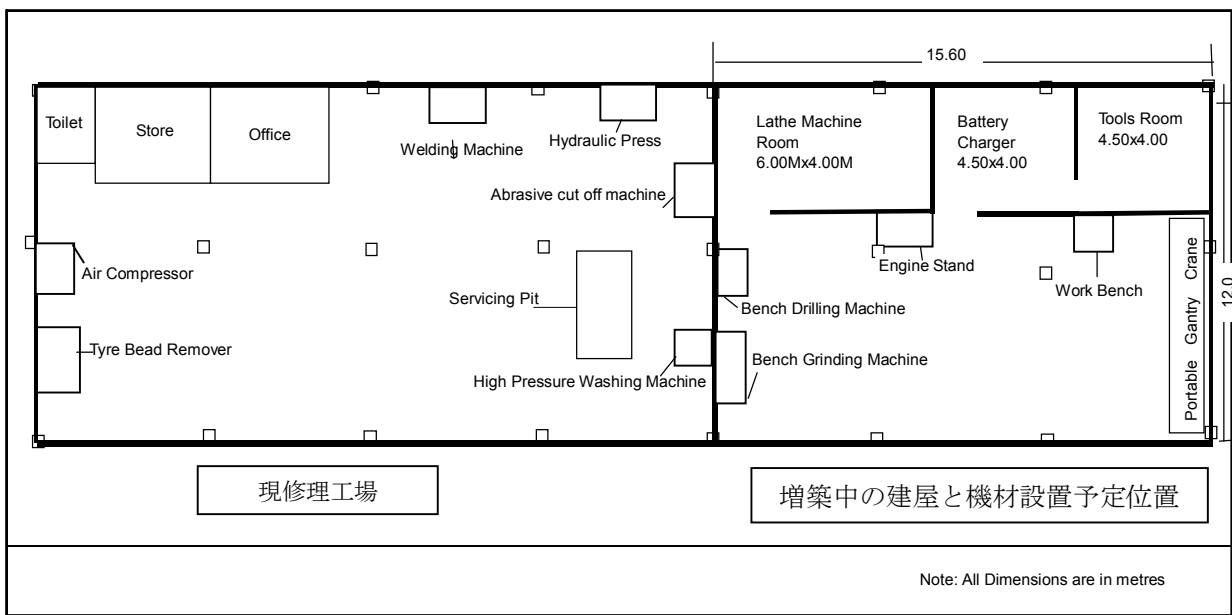 15.60
Toilet
Store
Office
Welding Machine
Hydraulic Press
Abrasive cut off machine
Lathe Machine
Room
6.00Mx4.00M
Battery
Charger
4.50x4.00
Tools Room
4.50x4.00
Air Compressor
Servicing Pit
Engine Stand
Work Bench
Portable Gantry Crane
12.0
Bench Drilling Machine
Tyre Bead Remover
High Pressure Washing Machine
Bench Grinding Machine
現修理工場
増築中の建屋と機材設置予定位置
Note: All Dimensions are in metres